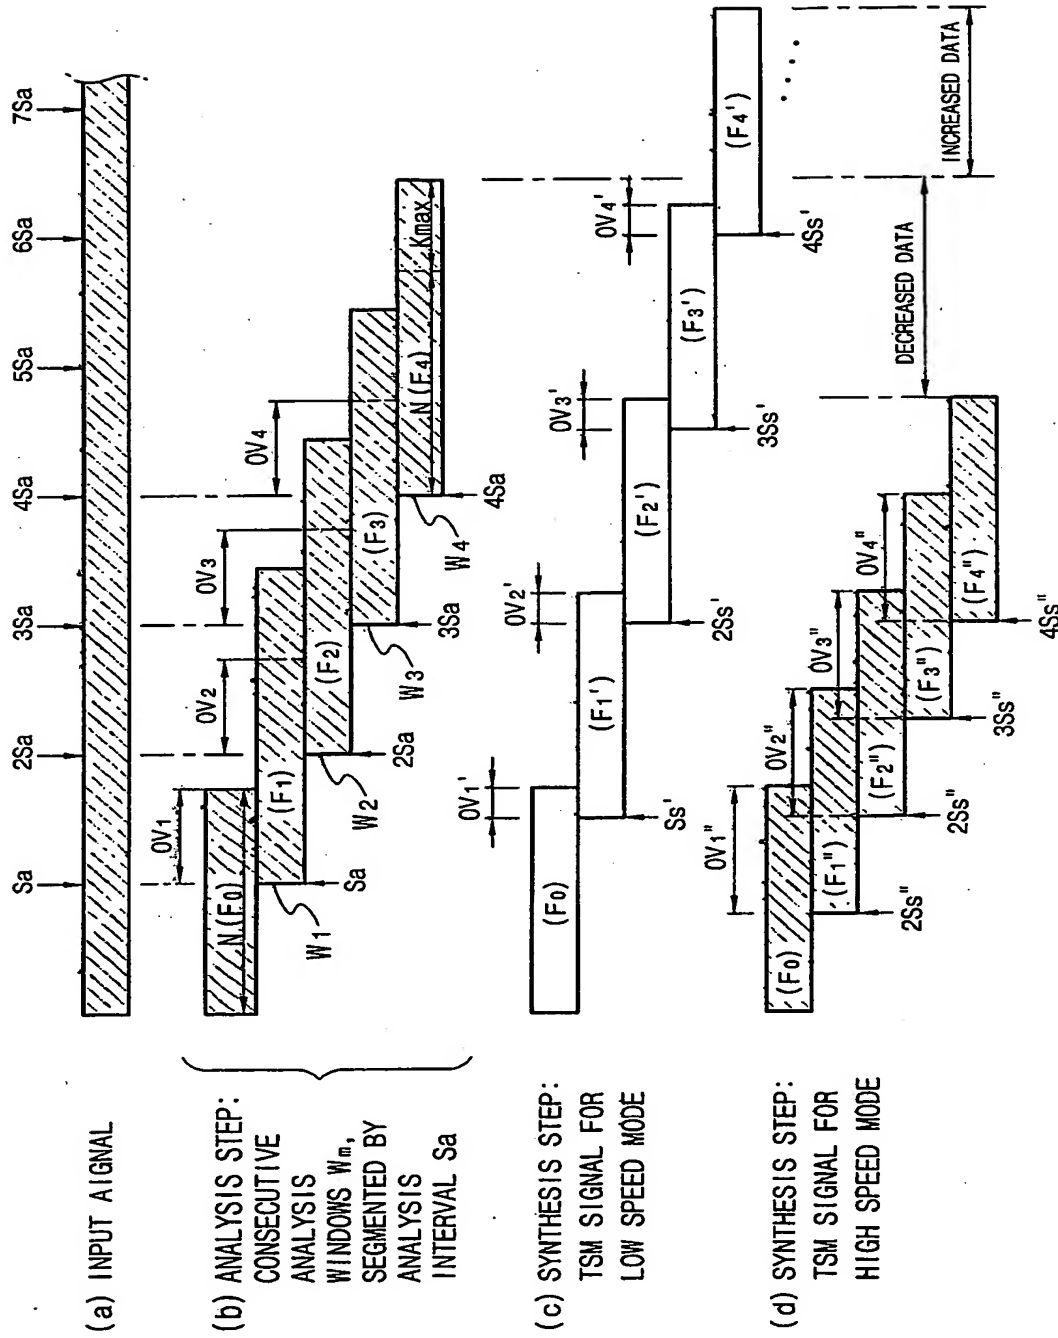 (a) INPUT AIGNAL
Sa
2Sa
3Sa
4Sa
5Sa
6Sa
7Sa
(b) ANALYSIS STEP:
CONSECUTIVE
ANALYSIS
WINDOWS Wm,
SEGMENTED BY
ANALYSIS
INTERVAL Sa
OV1
OV2
OV3
OV4
N(F0)
(F1)
(F2)
(F3)
N(F4)
Kmax
W1
W2
W3
W4
Sa
2Sa
3Sa
4Sa
(c) SYNTHESIS STEP:
TSM SIGNAL FOR
LOW SPEED MODE
OV1'
OV2'
OV3'
OV4'
(F0)
(F1')
(F2')
(F3')
(F4')
Ss'
2Ss'
3Ss'
4Ss'
INCREASED DATA
DECREASED DATA
(d) SYNTHESIS STEP:
TSM SIGNAL FOR
HIGH SPEED MODE
OV1"
OV2"
OV3"
OV4"
(F0)
(F1")
(F2")
(F3")
(F4")
2Ss"
2Ss"
3Ss"
4Ss"